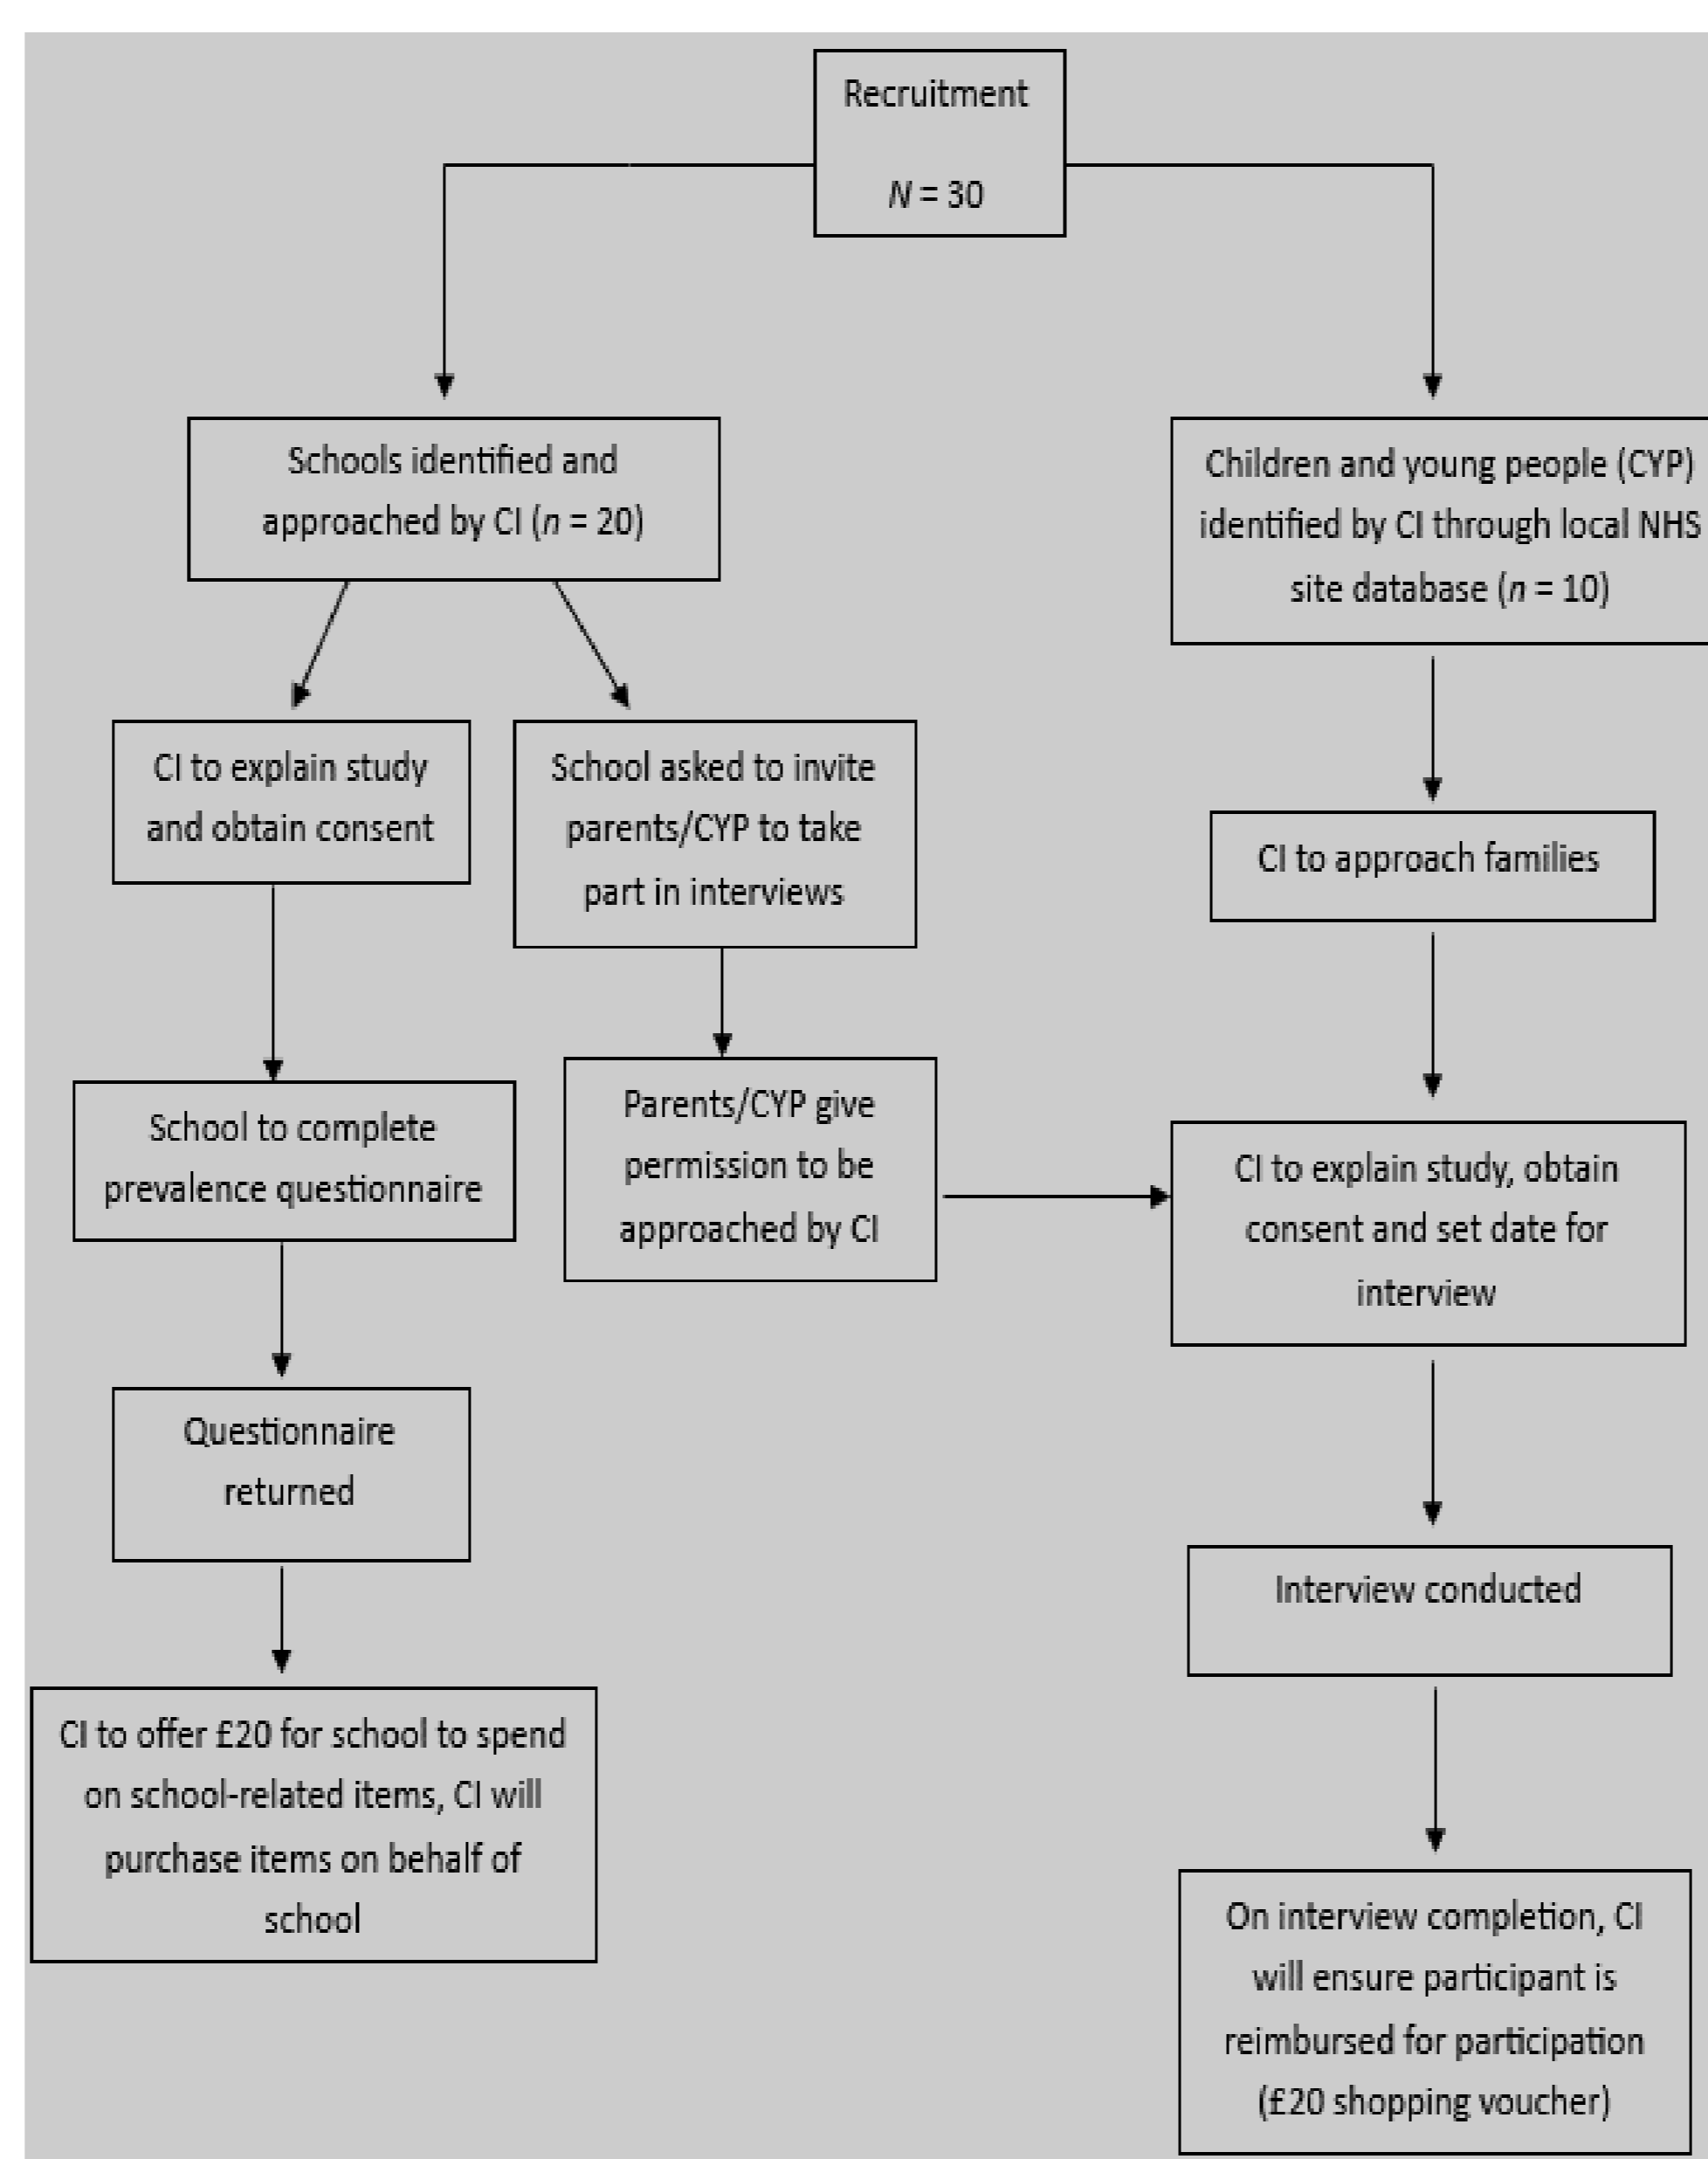 Recruitment
N = 30
Schools identified and
approached by CI (n = 20)
Children and young people (CYP)
identified by CI through local NHS
site database (n = 10)
CI to explain study
and obtain consent
School asked to invite
parents/CYP to take
part in interviews
CI to approach families
School to complete
prevalence questionnaire
Parents/CYP give
permission to be
approached by CI
CI to explain study, obtain
consent and set date for
interview
Questionnaire
returned
Interview conducted
CI to offer £20 for school to spend
on school-related items, CI will
purchase items on behalf of
school
On interview completion, CI
will ensure participant is
reimbursed for participation
(£20 shopping voucher)